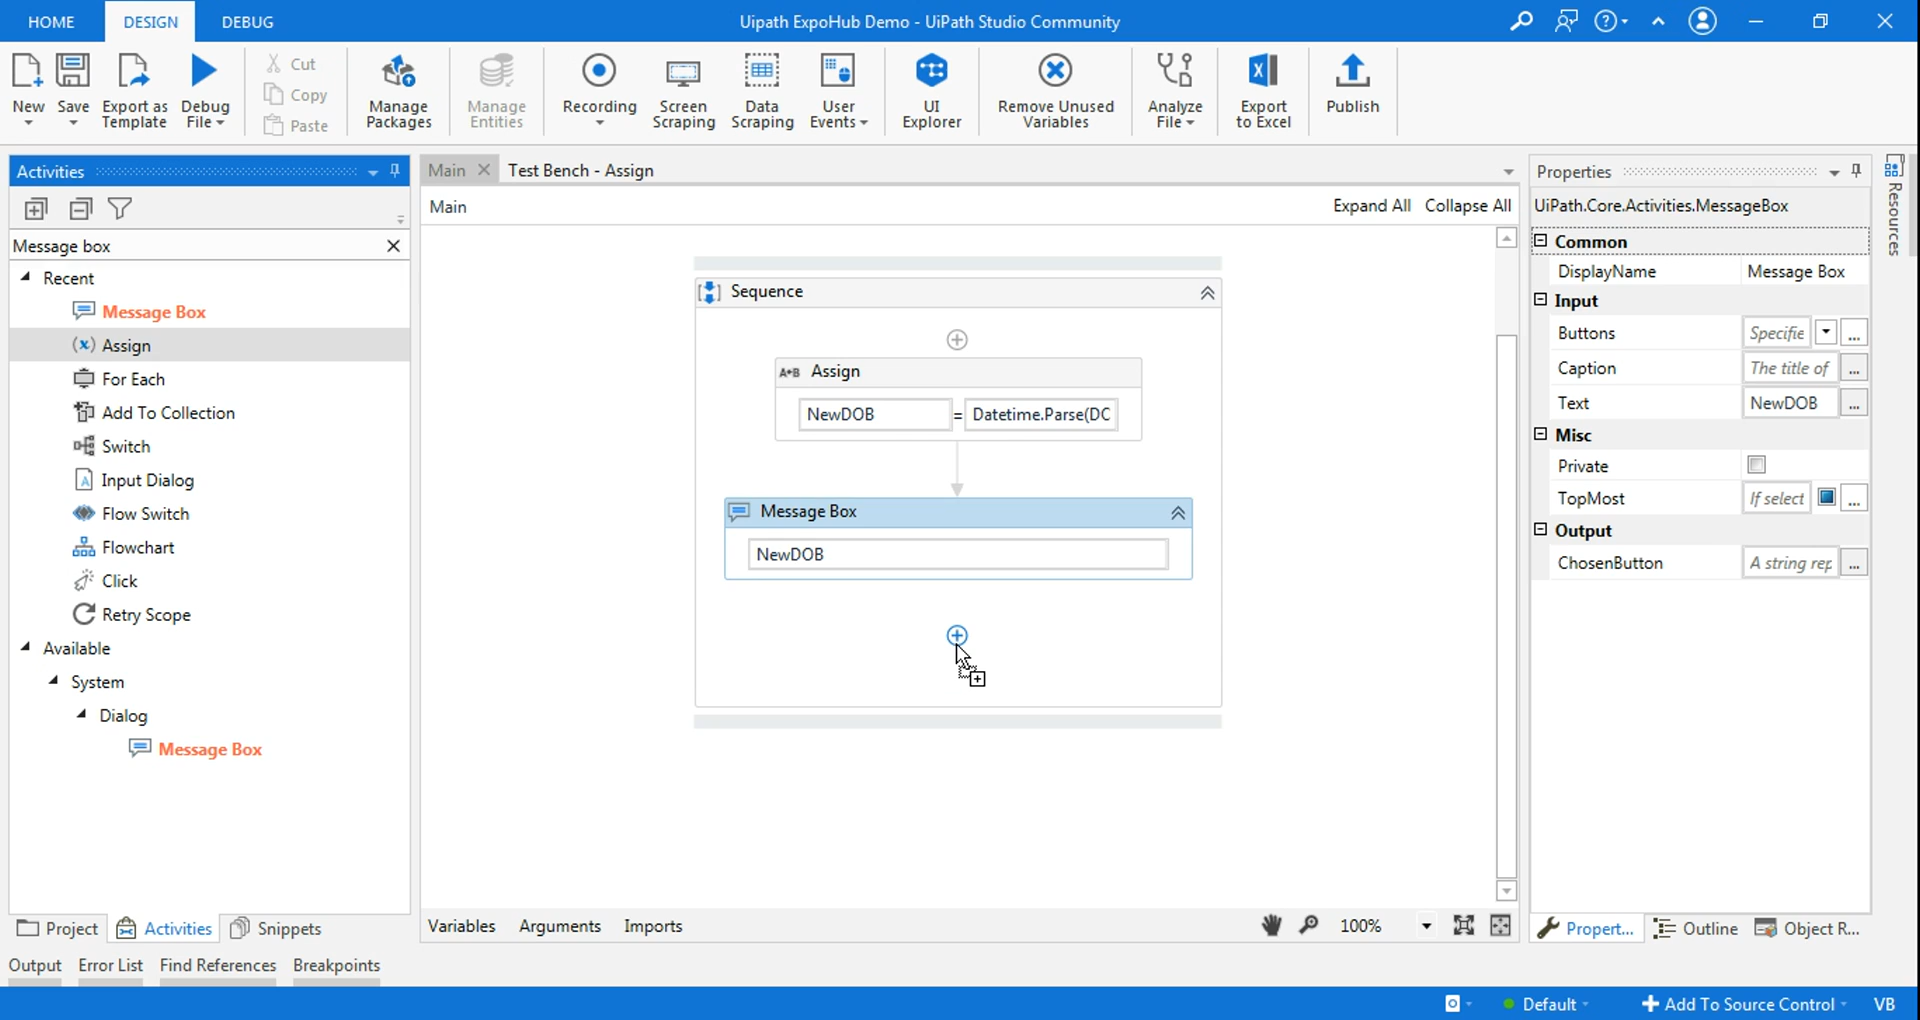 HOME DESIGN DEBUG Uipath ExpoHub Demo - UiPath Studio Community
New Save Export as Template Debug File Cut Copy Paste Manage Packages Manage Entities Recording Screen Scraping Data Scraping User Events UI Explorer Remove Unused Variables Analyze File Export to Excel Publish
Activities
Message box
Recent
Message Box
Assign
For Each
Add To Collection
Switch
Input Dialog
Flow Switch
Flowchart
Click
Retry Scope
Available
System
Dialog
Message Box
Project Activities Snippets
Main Test Bench - Assign
Main Expand All Collapse All
Sequence
A+B Assign
NewDOB = Datetime.Parse(DC
Message Box
NewDOB
Variables Arguments Imports 100%
Properties
UiPath.Core.Activities.MessageBox
Common
DisplayName Message Box
Input
Buttons Specifie ...
Caption The title of ...
Text NewDOB ...
Misc
Private
TopMost If select ...
Output
ChosenButton A string rep ...
Propert... Outline Object R...
Resources
Output Error List Find References Breakpoints
Default Add To Source Control VB